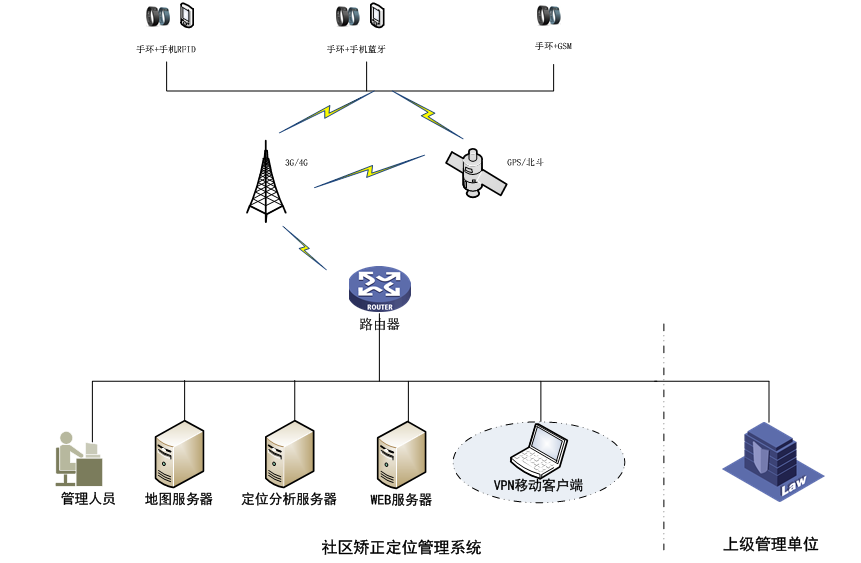 手环+手机RFID
手环+手机蓝牙
手环+GSM
3G/4G
GPS/北斗
ROUTER
路由器
管理人员
地图服务器
定位分析服务器
WEB服务器
VPN移动客户端
Law
社区矫正定位管理系统
上级管理单位